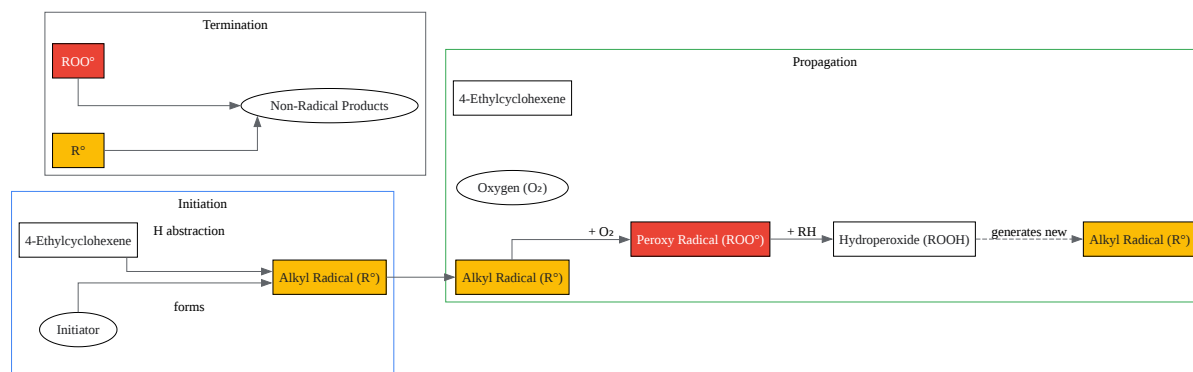 Termination
ROO°
Non-Radical Products
R°
Initiation
4-Ethylcyclohexene
H abstraction
Alkyl Radical (R°)
forms
Initiator
Propagation
4-Ethylcyclohexene
Oxygen (O₂)
Alkyl Radical (R°)
+ O₂
Peroxy Radical (ROO°)
+ RH
Hydroperoxide (ROOH)
generates new
Alkyl Radical (R°)